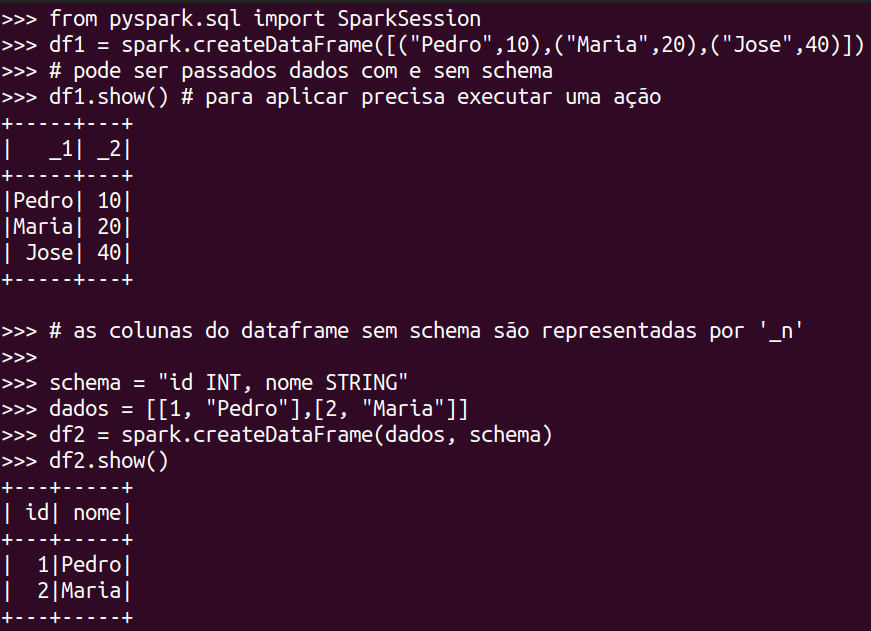 >>> from pyspark.sql import SparkSession
>>> df1 = spark.createDataFrame([("Pedro",10),("Maria",20),("Jose",40)])
>>> # pode ser passados dados com e sem schema
>>> df1.show() # para aplicar precisa executar uma ação
+-----+---+
|   _1| _2|
+-----+---+
|Pedro| 10|
|Maria| 20|
| Jose| 40|
+-----+---+

>>> # as colunas do dataframe sem schema são representadas por '_n'
>>>
>>> schema = "id INT, nome STRING"
>>> dados = [[1, "Pedro"],[2, "Maria"]]
>>> df2 = spark.createDataFrame(dados, schema)
>>> df2.show()
+---+-----+
| id| nome|
+---+-----+
|  1|Pedro|
|  2|Maria|
+---+-----+